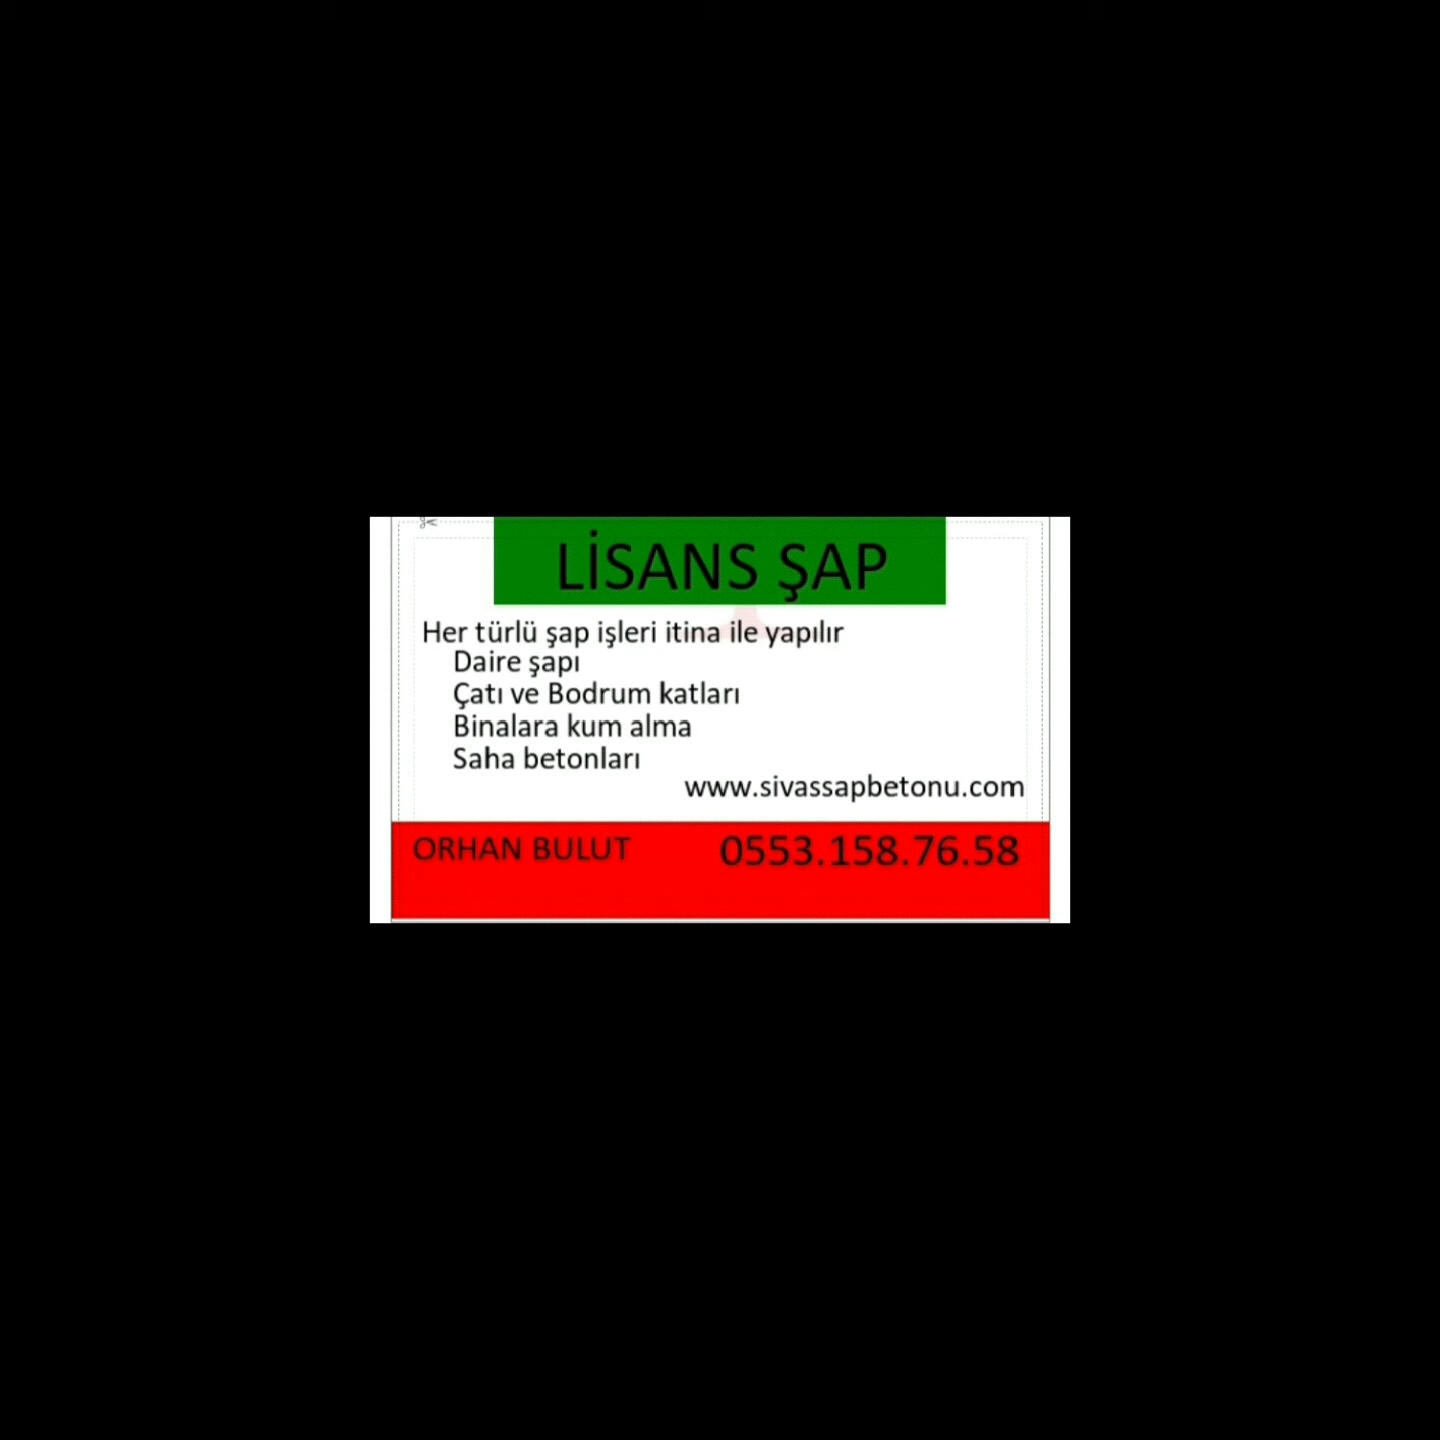 LİSANS ŞAP
Her türlü şap işleri itina ile yapılır
Daire şapı
Çatı ve Bodrum katları
Binalara kum alma
Saha betonları
www.sivassapbetonu.com
ORHAN BULUT 0553.158.76.58